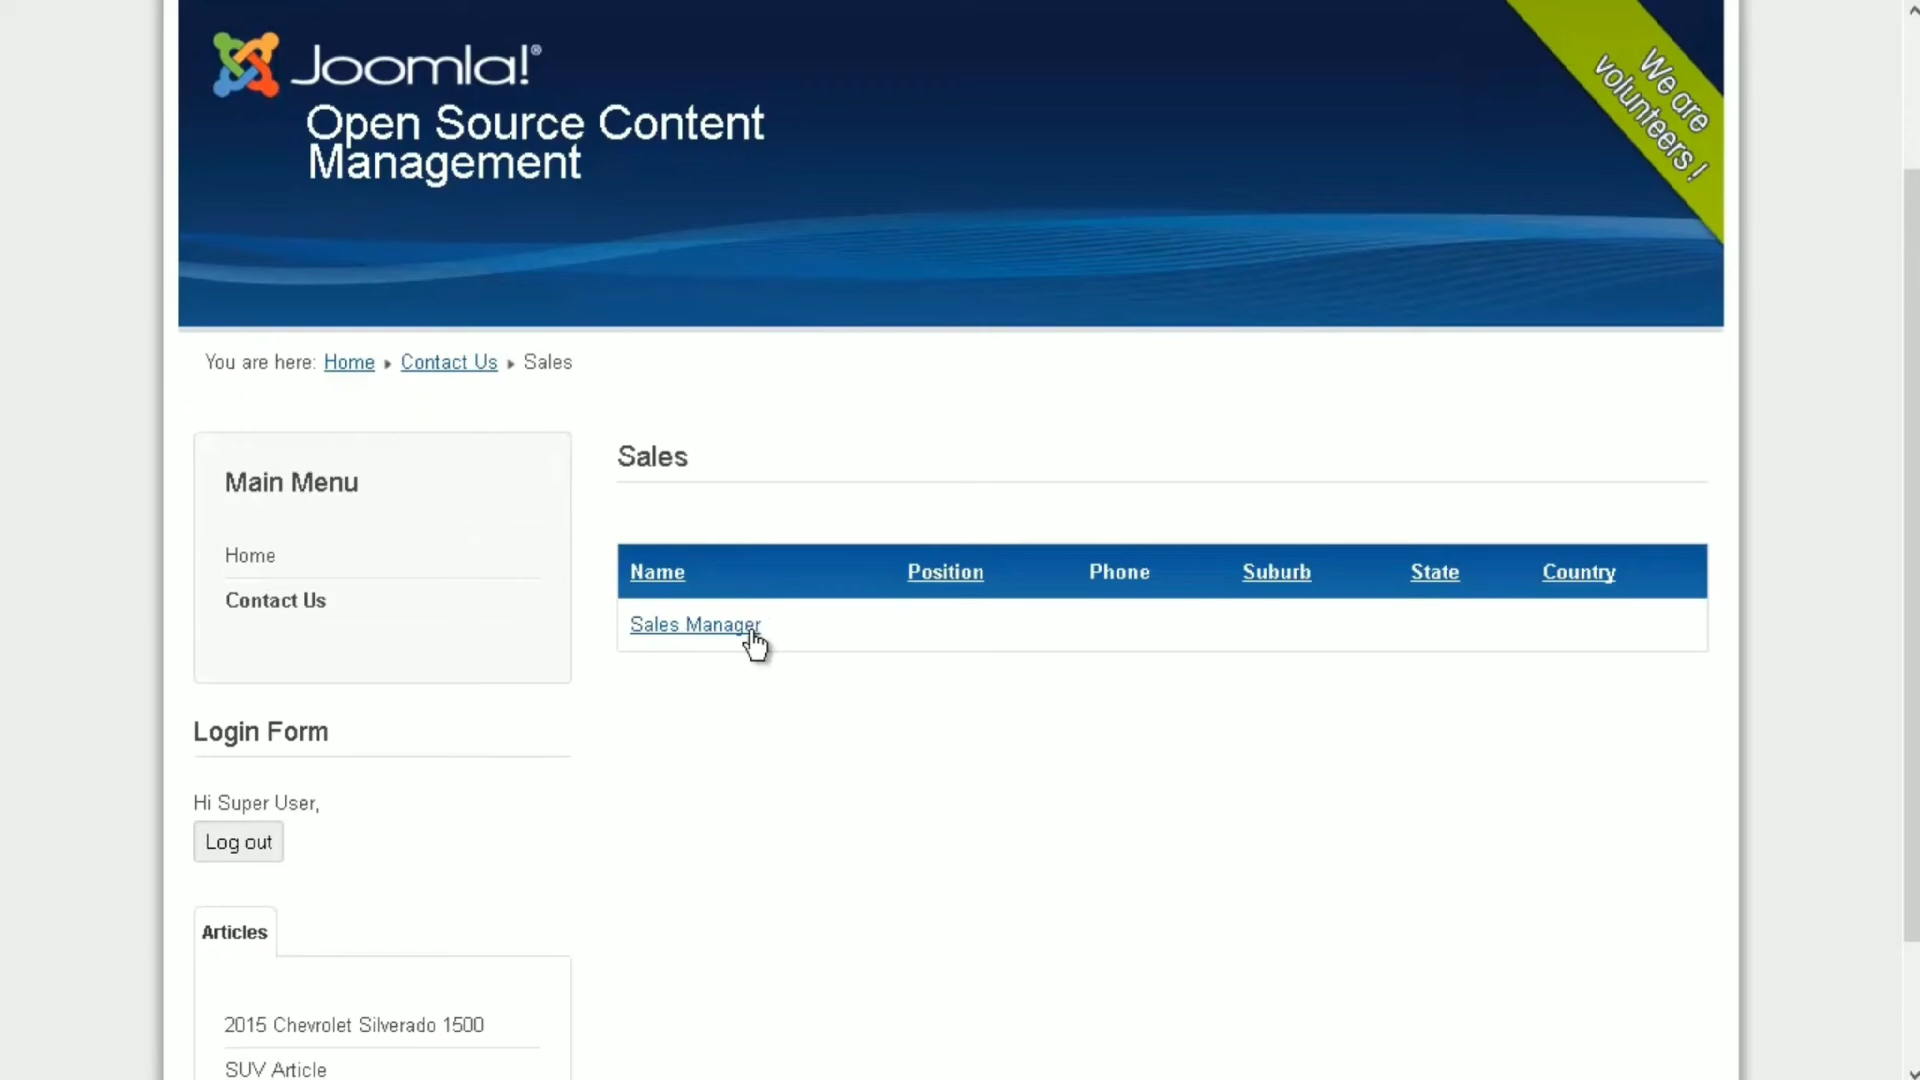 Joomla!®
Open Source Content
Management
We are
volunteers!
You are here: Home Contact Us Sales
Main Menu
Home
Contact Us
Sales
Name Position Phone Suburb State Country
Sales Manager
Login Form
Hi Super User,
Log out
Articles
2015 Chevrolet Silverado 1500
SUV Article